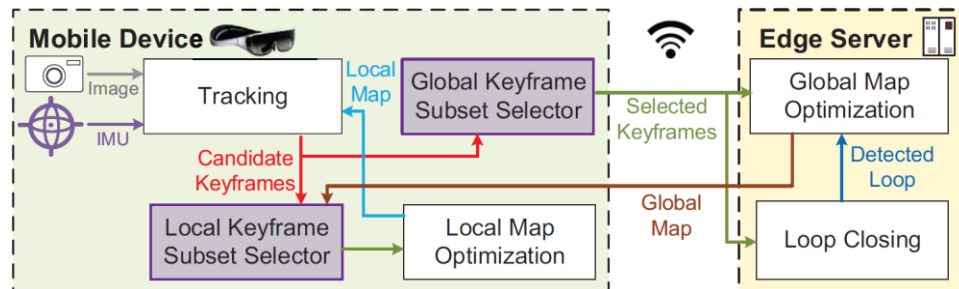 Mobile Device
Image
IMU
Tracking
Local
Map
Global Keyframe
Subset Selector
Candidate
Keyframes
Local Keyframe
Subset Selector
Local Map
Optimization
Selected
Keyframes
Global
Map
Edge Server
Global Map
Optimization
Detected
Loop
Loop Closing